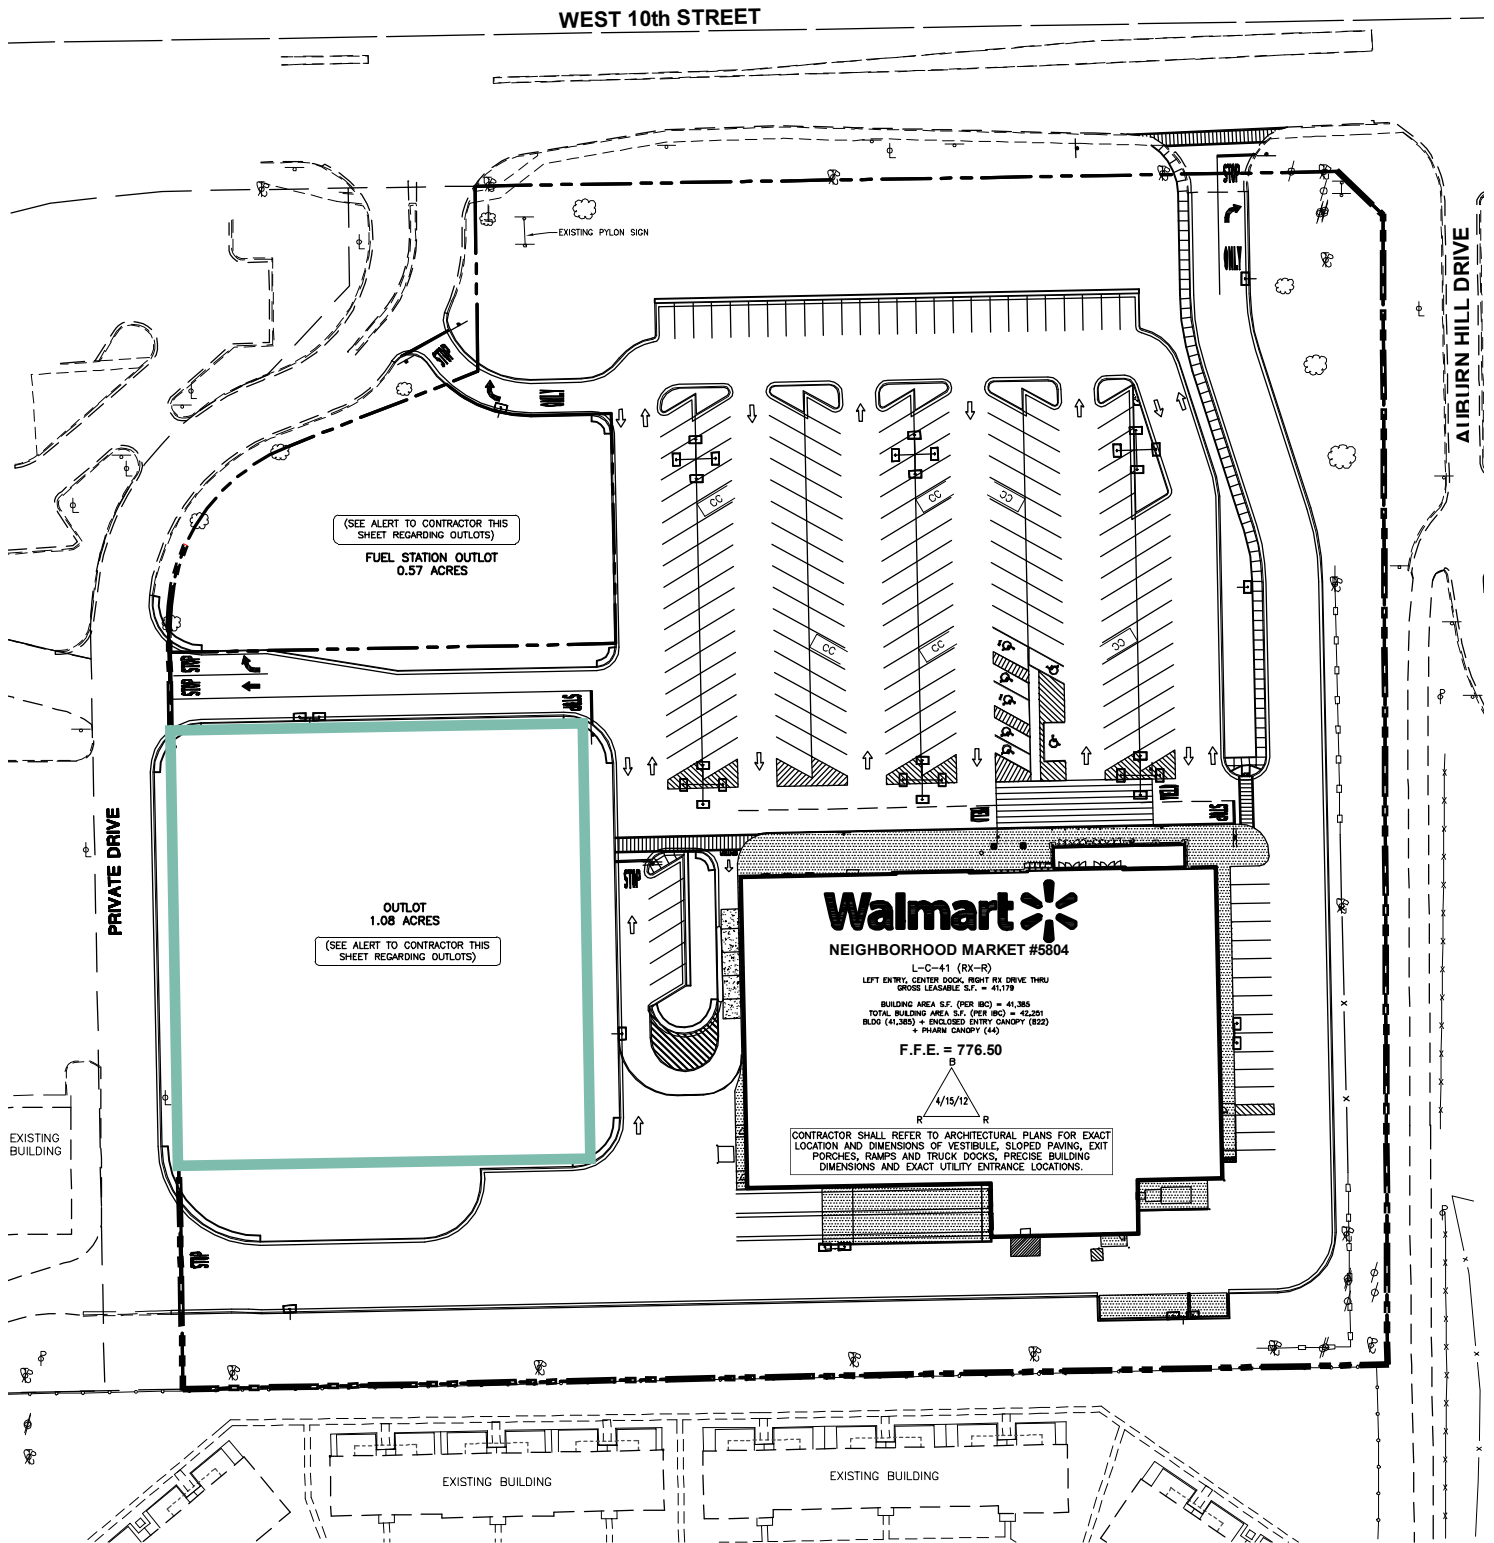 WEST 10th STREET
EXISTING PYLON SIGN
STOP
ONLY
AUBURN HILL DRIVE
STOP
ONLY
(SEE ALERT TO CONTRACTOR THIS
SHEET REGARDING OUTLOTS)
FUEL STATION OUTLOT
0.57 ACRES
CC
CC
CC
CC
CC
CC
STOP
STOP
STOP
PRIVATE DRIVE
OUTLOT
1.08 ACRES
(SEE ALERT TO CONTRACTOR THIS
SHEET REGARDING OUTLOTS)
STOP
STOP
Walmart
NEIGHBORHOOD MARKET #5804
L-C-41 (RX-R)
LEFT ENTRY, CENTER DOCK, RIGHT RX DRIVE THRU
GROSS LEASABLE S.F. = 41,179
BUILDING AREA S.F. (PER IBC) = 41,385
TOTAL BUILDING AREA S.F. (PER IBC) = 42,251
BLDG (41,385) + ENCLOSED ENTRY CANOPY (822)
+ PHARM CANOPY (44)
F.F.E. = 776.50
B
4/15/12
R R
CONTRACTOR SHALL REFER TO ARCHITECTURAL PLANS FOR EXACT
LOCATION AND DIMENSIONS OF VESTIBULE, SLOPED PAVING, EXIT
PORCHES, RAMPS AND TRUCK DOCKS, PRECISE BUILDING
DIMENSIONS AND EXACT UTILITY ENTRANCE LOCATIONS.
EXISTING
BUILDING
STOP
EXISTING BUILDING
EXISTING BUILDING